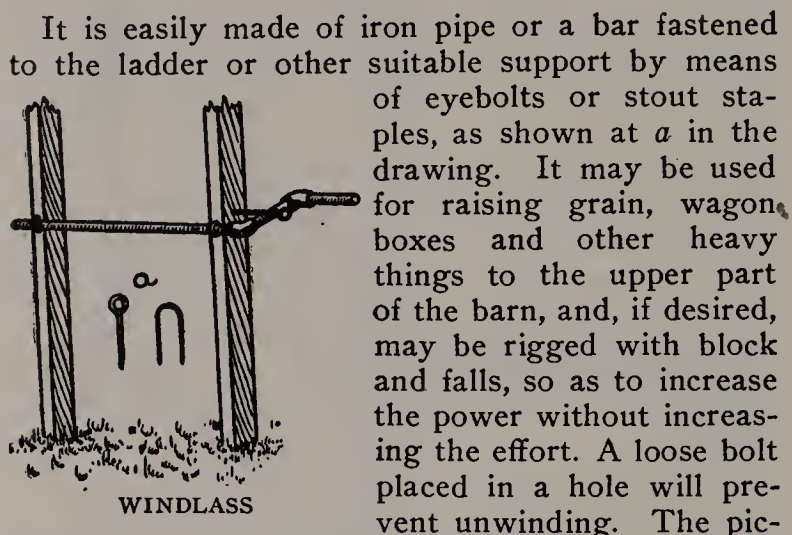 It is easily made of iron pipe or a bar fastened
to the ladder or other suitable support by means
of eyebolts or stout sta-
ples, as shown at a in the
drawing. It may be used
for raising grain, wagon
boxes and other heavy
things to the upper part
of the barn, and, if desired,
may be rigged with block
and falls, so as to increase
the power without increas-
ing the effort. A loose bolt
placed in a hole will pre-
vent unwinding. The pic-
a
WINDLASS